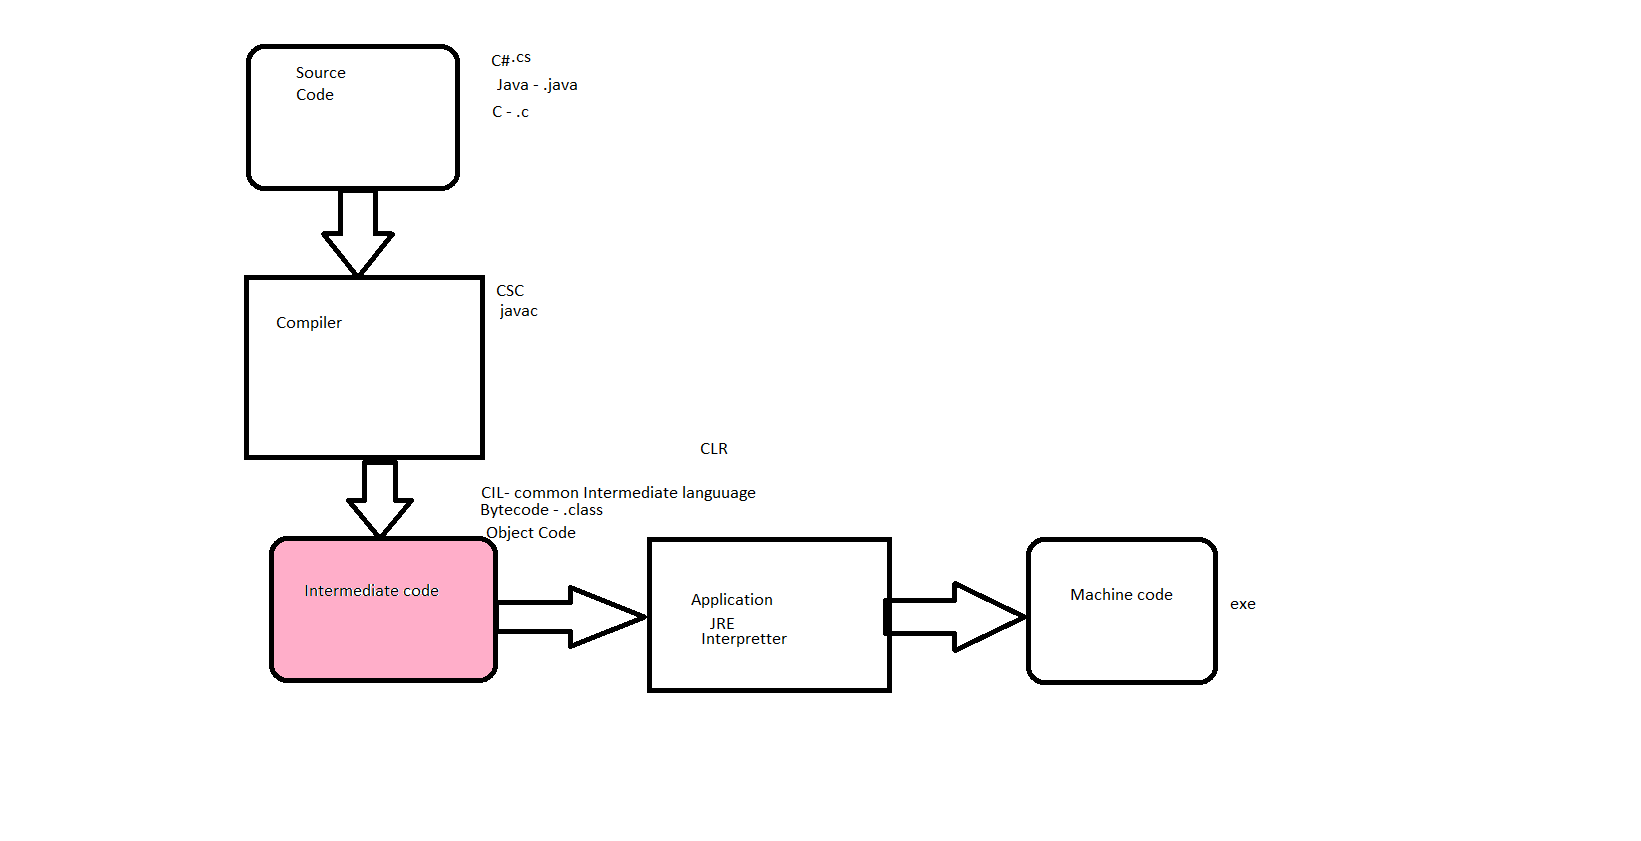 Source
Code
C#.cs
Java - .java
C - .c
Compiler
CSC
javac
CLR
CIL- common Intermediate languuage
Bytecode - .class
Object Code
Intermediate code
Application
JRE
Interpretter
Machine code
exe